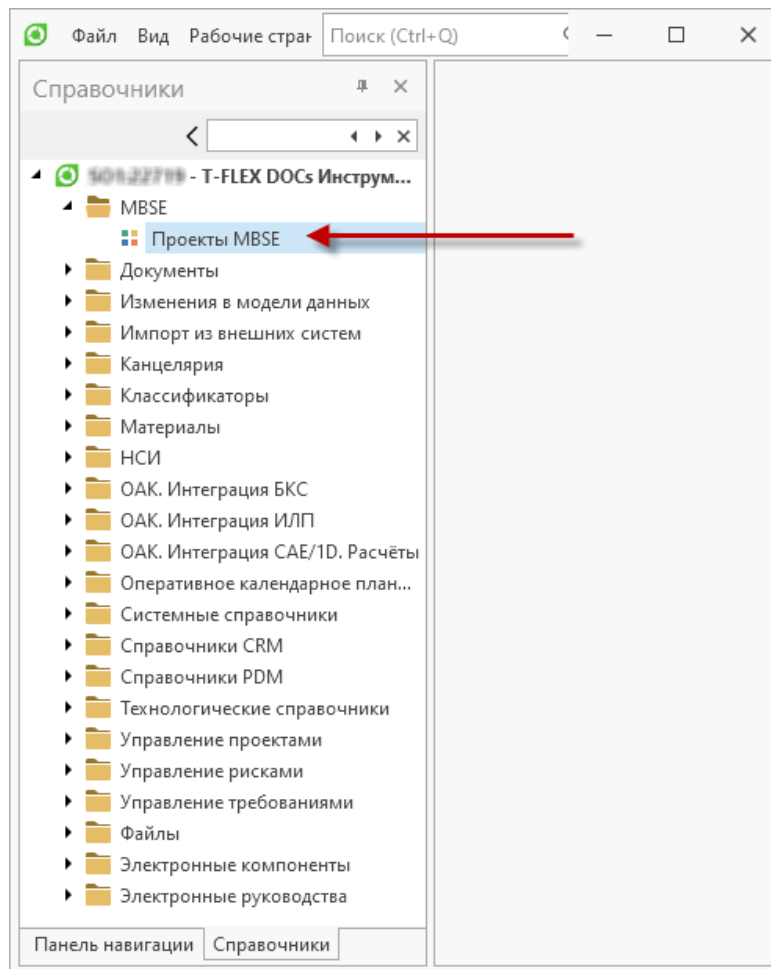 Файл Вид Рабочие стран Поиск (Ctrl+Q)
Справочники
- T-FLEX DOCs Инструм...
MBSE
Проекты MBSE
Документы
Изменения в модели данных
Импорт из внешних систем
Канцелярия
Классификаторы
Материалы
НСИ
ОАК. Интеграция БКС
ОАК. Интеграция ИЛП
ОАК. Интеграция CAE/1D. Расчёты
Оперативное календарное план...
Системные справочники
Справочники CRM
Справочники PDM
Технологические справочники
Управление проектами
Управление рисками
Управление требованиями
Файлы
Электронные компоненты
Электронные руководства
Панель навигации Справочники